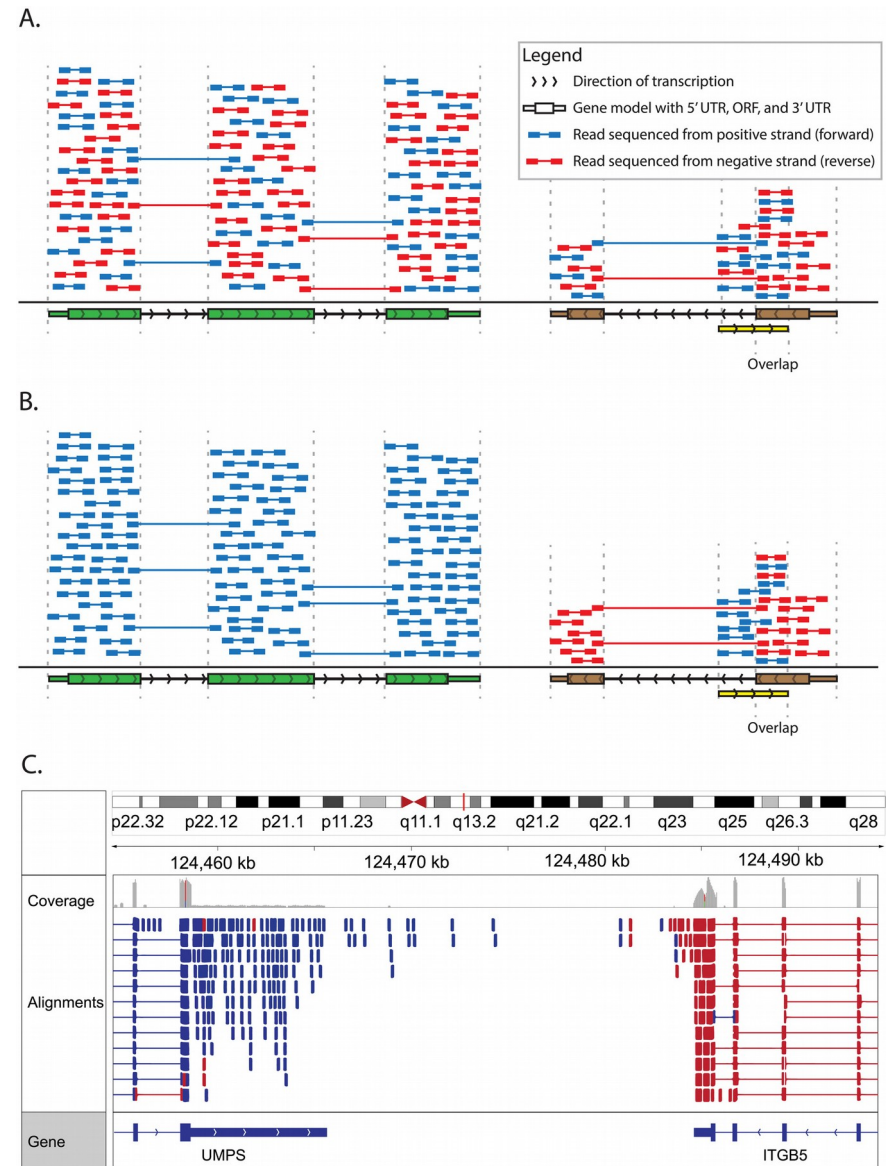 A.
Legend
Direction of transcription
Gene model with 5' UTR, ORF, and 3' UTR
Read sequenced from positive strand (forward)
Read sequenced from negative strand (reverse)
Overlap
B.
Overlap
C.
p22.32 p22.12 p21.1 p11.23 q11.1 q13.2 q21.2 q22.1 q23 q25 q26.3 q28
124,460 kb 124,470 kb 124,480 kb 124,490 kb
Coverage
Alignments
Gene
UMPS ITGB5